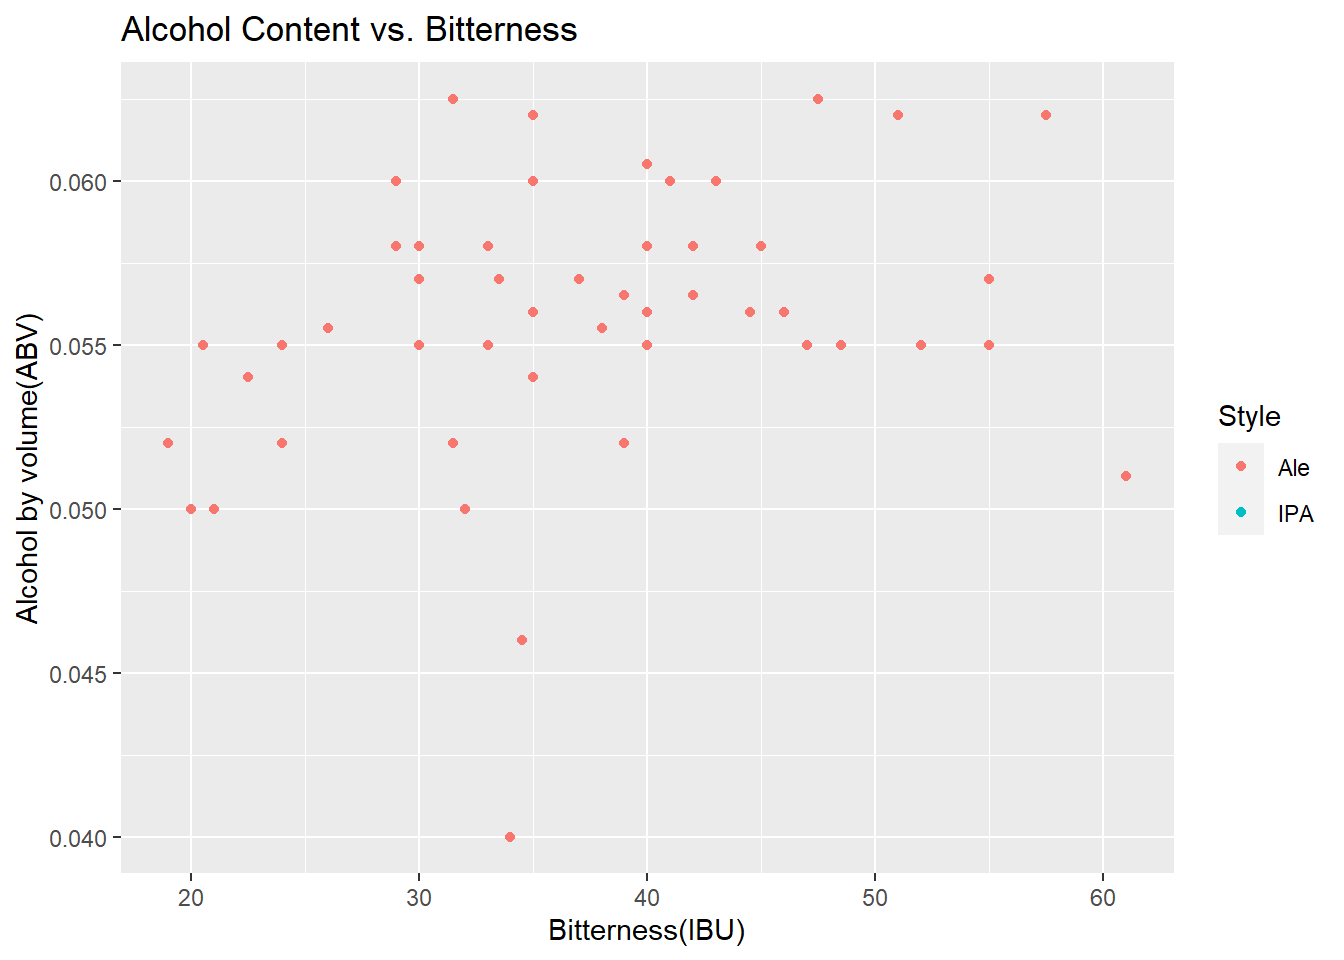 Alcohol Content vs. Bitterness
Alcohol by volume(ABV)
0.060
0.055
0.050
0.045
0.040
20 30 40 50 60
Bitterness(IBU)
Style
Ale
IPA